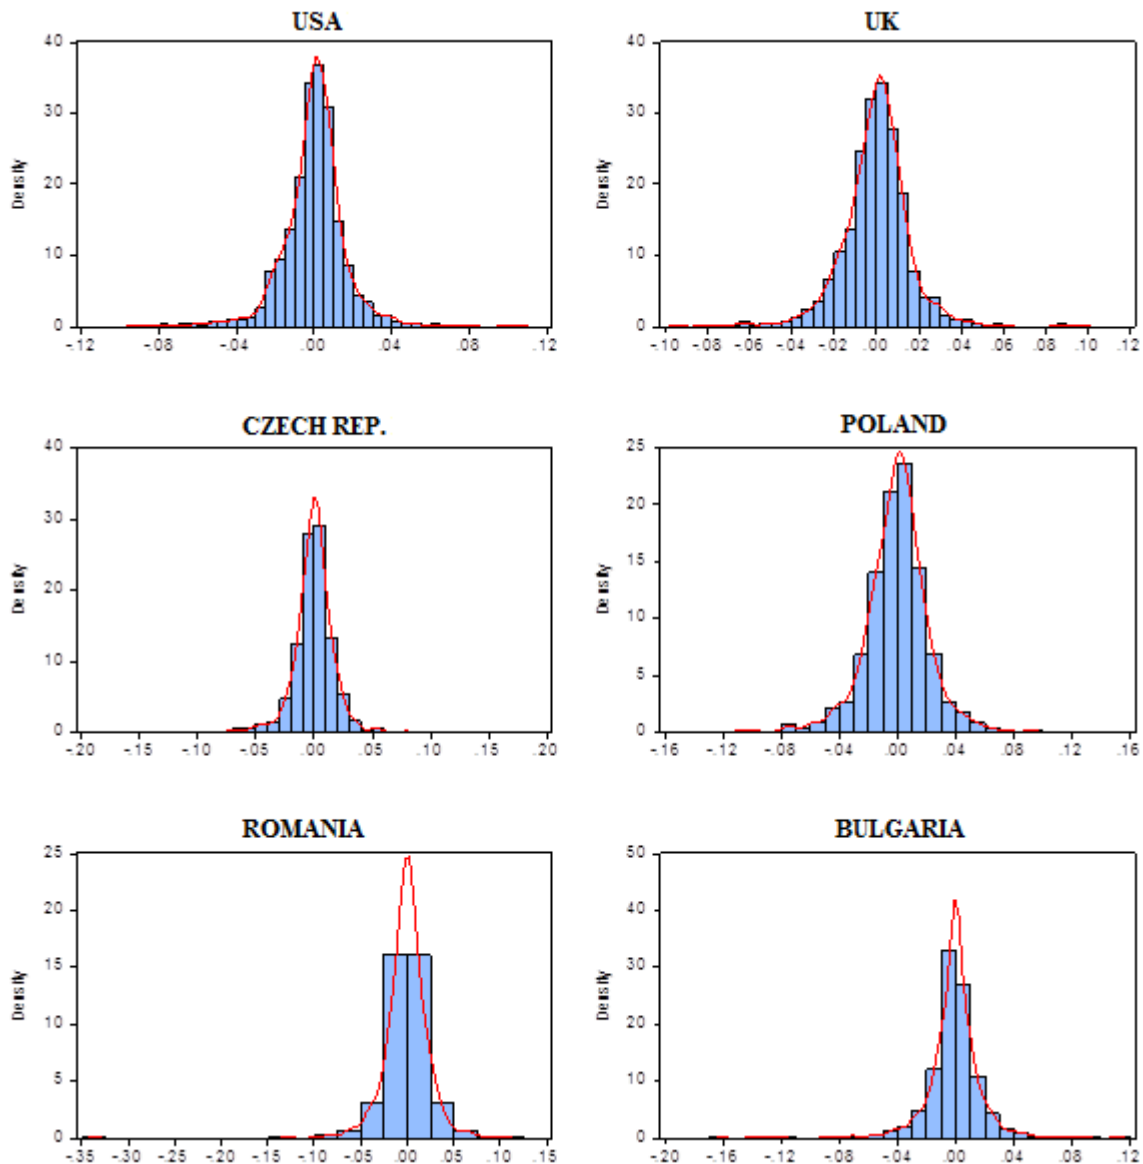 USA
Density
40
30
20
10
0
-.12 -.08 -.04 .00 .04 .08 .12
UK
Density
40
30
20
10
0
-.10 -.08 -.06 -.04 -.02 .00 .02 .04 .06 .08 .10 .12
CZECH REP.
Density
40
30
20
10
0
-.20 -.15 -.10 -.05 .00 .05 .10 .15 .20
POLAND
Density
25
20
15
10
5
0
-.16 -.12 -.08 -.04 .00 .04 .08 .12 .16
ROMANIA
Density
25
20
15
10
5
0
-.35 -.30 -.25 -.20 -.15 -.10 -.05 .00 .05 .10 .15
BULGARIA
Density
50
40
30
20
10
0
-.20 -.16 -.12 -.08 -.04 .00 .04 .08 .12